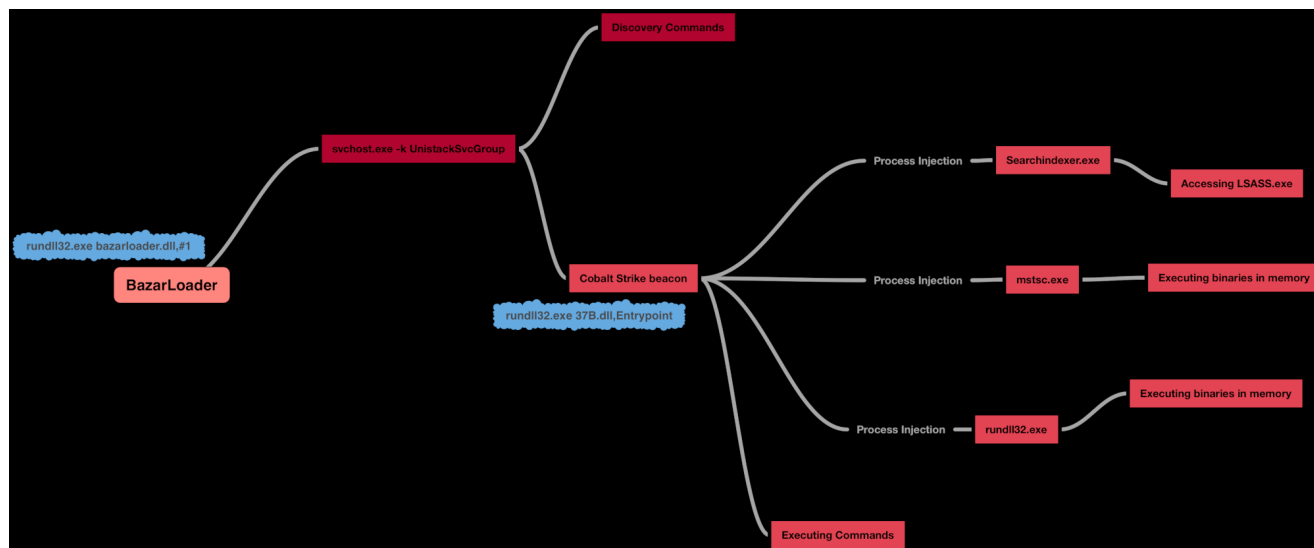 Discovery Commands
svchost.exe -k UnistackSvcGroup
Process Injection
Searchindexer.exe
Accessing LSASS.exe
rundll32.exe bazarloader.dll,#1
BazarLoader
Cobalt Strike beacon
Process Injection
mstsc.exe
Executing binaries in memory
rundll32.exe 37B.dll,Entrypoint
Executing binaries in memory
Process Injection
rundll32.exe
Executing Commands